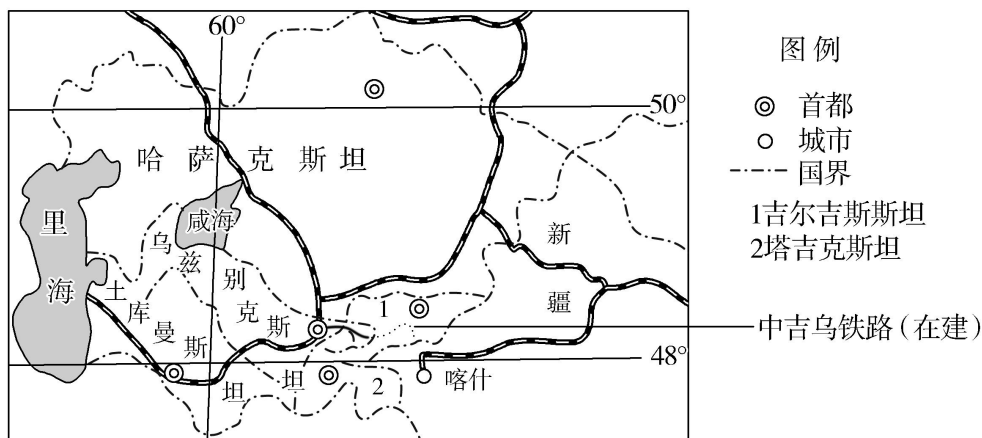 60°
50°
哈萨克斯坦
里海
咸海
乌兹别克斯坦
土库曼斯坦
新疆
1
2
48°
喀什
图例
首都
城市
国界
1吉尔吉斯斯坦
2塔吉克斯坦
中吉乌铁路(在建)